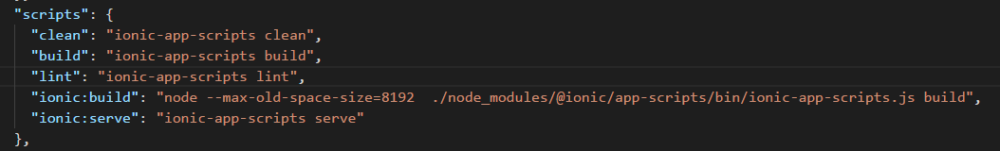 "scripts": {
"clean": "ionic-app-scripts clean",
"build": "ionic-app-scripts build",
"lint": "ionic-app-scripts lint",
"ionic:build": "node --max-old-space-size=8192  ./node_modules/@ionic/app-scripts/bin/ionic-app-scripts.js build",
"ionic:serve": "ionic-app-scripts serve"
},